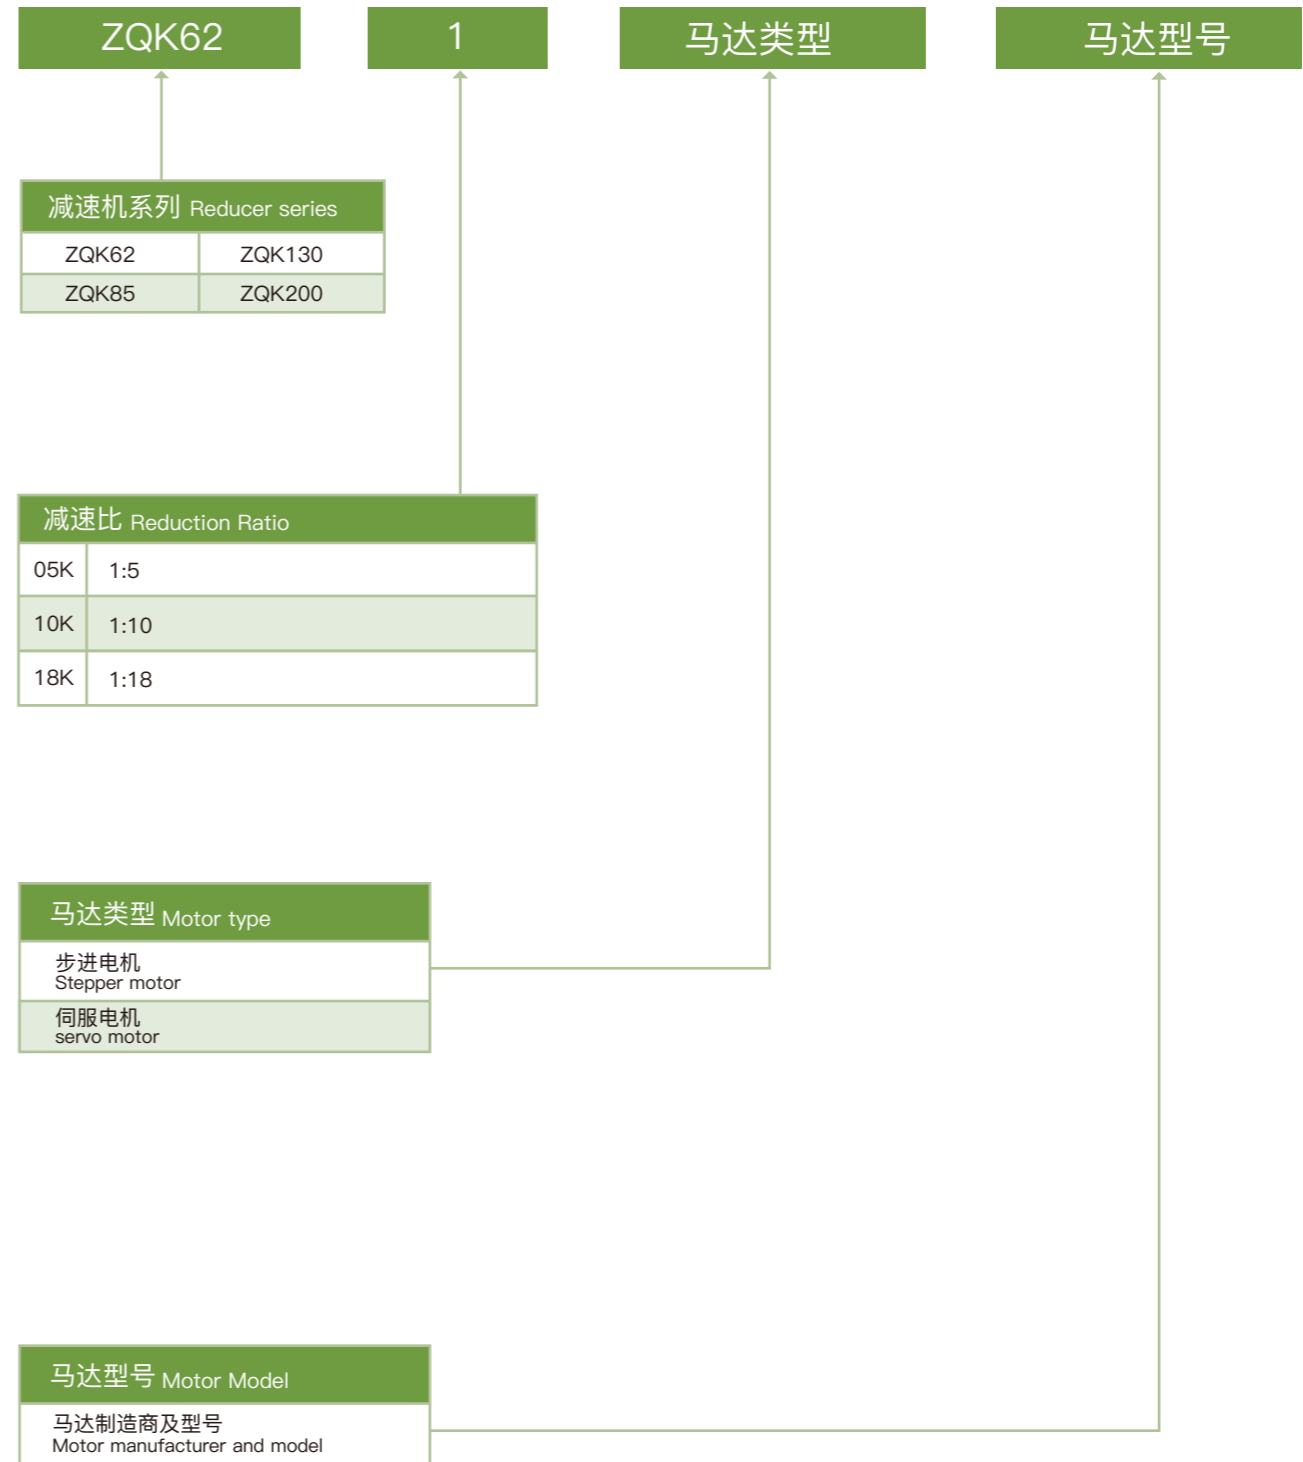 ZQK62 1 马达类型 马达型号
减速机系列 Reducer series
ZQK62 ZQK130
ZQK85 ZQK200
减速比 Reduction Ratio
05K 1:5
10K 1:10
18K 1:18
马达类型 Motor type
步进电机
Stepper motor
伺服电机
servo motor
马达型号 Motor Model
马达制造商及型号
Motor manufacturer and model